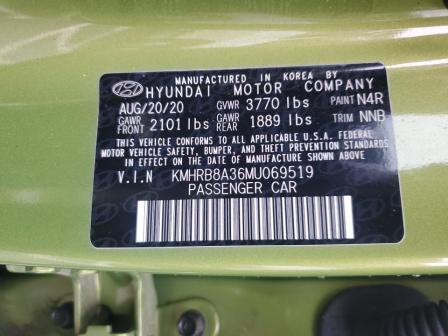 MANUFACTURED IN KOREA BY
HYUNDAI MOTOR COMPANY
AUG/20/20 GVWR 3770 lbs PAINT N4R
GAWR FRONT 2101 lbs GAWR REAR 1889 lbs TRIM NNB
THIS VEHICLE CONFORMS TO ALL APPLICABLE U.S.A. FEDERAL
MOTOR VEHICLE SAFETY, BUMPER, AND THEFT PREVENTION STANDARDS
IN EFFECT ON THE DATE OF MANUFACTURE SHOWN ABOVE.
V.I.N KMHRB8A36MU069519
PASSENGER CAR